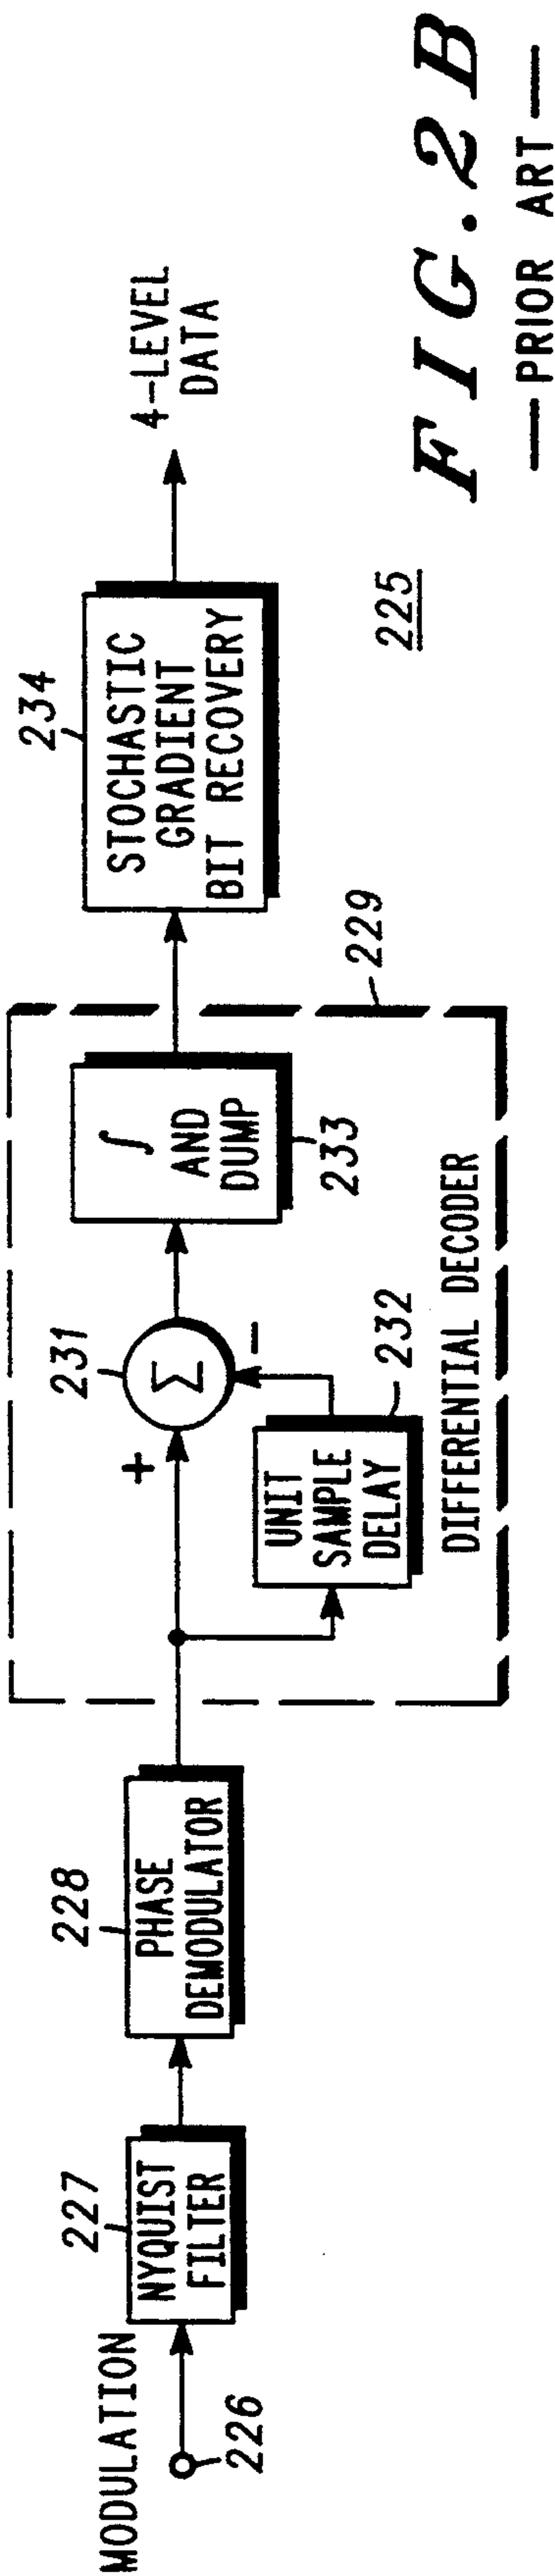 MODULATION
226
227
NYQUIST
FILTER
228
PHASE
DEMODULATOR
+
231
Σ
−
UNIT
SAMPLE
DELAY
232
∫
AND
DUMP
233
DIFFERENTIAL DECODER
229
234
STOCHASTIC
GRADIENT
BIT RECOVERY
4-LEVEL
DATA
225
FIG. 2B
— PRIOR ART —